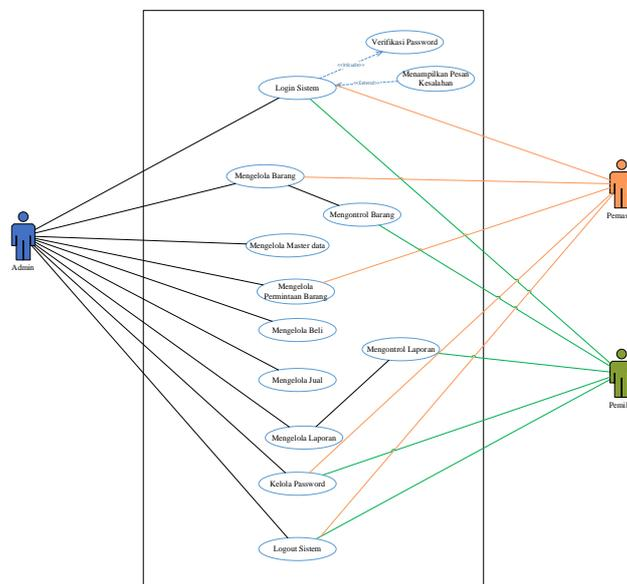 Verifikasi Password
<<include>>
Menampilkan Pesan
Kesalahan
<<Extend>>
Login Sistem
Mengelola Barang
Mengontrol Barang
Pemas
Admin
Mengelola Master data
Mengelola
Permintaan Barang
Mengelola Beli
Mengontrol Laporan
Mengelola Jual
Pemil
Mengelola Laporan
Kelola Password
Logout Sistem